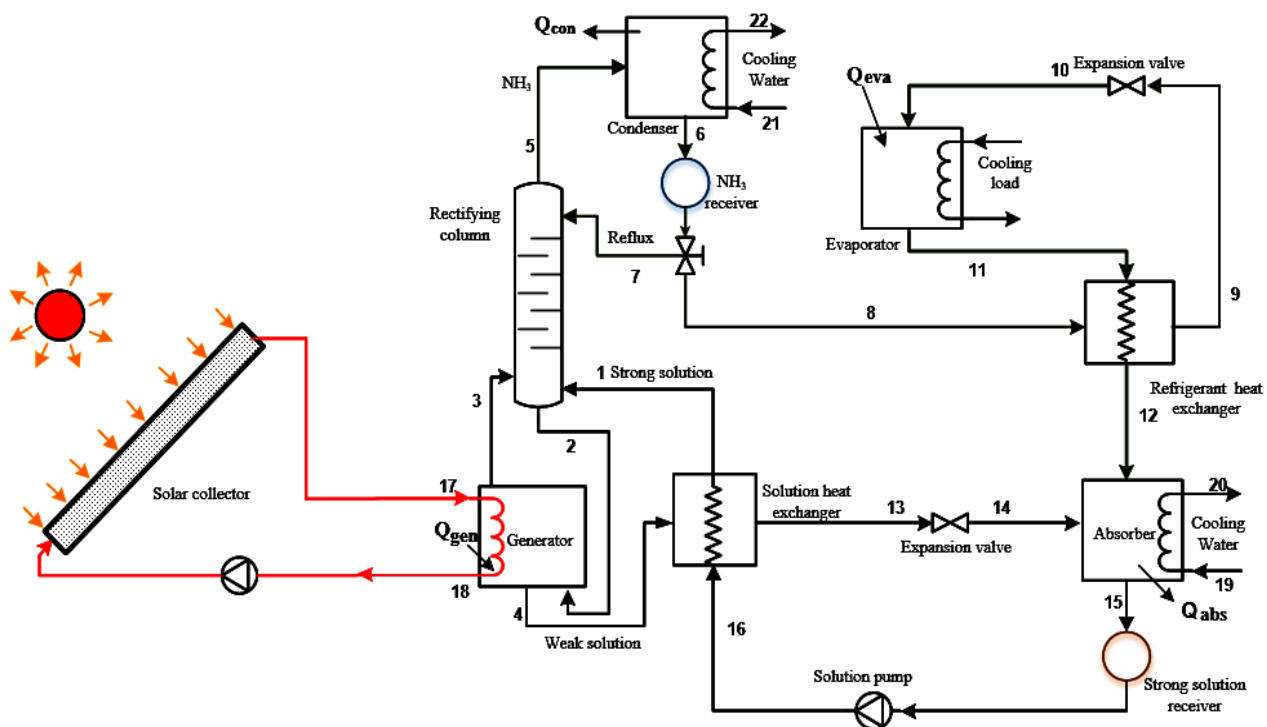 Qcon
22
Cooling
Water
21
NH₃
Condenser
6
5
NH₃
receiver
Rectifying
column
Reflux
7
8
10
Expansion valve
Qeva
Cooling
load
Evaporator
11
9
Refrigerant heat
exchanger
12
1 Strong solution
3
2
Solar collector
17
Qgen
Generator
18
4
Weak solution
Solution heat
exchanger
13
14
Expansion valve
Absorber
20
Cooling
Water
19
15
Qabs
16
Solution pump
Strong solution
receiver